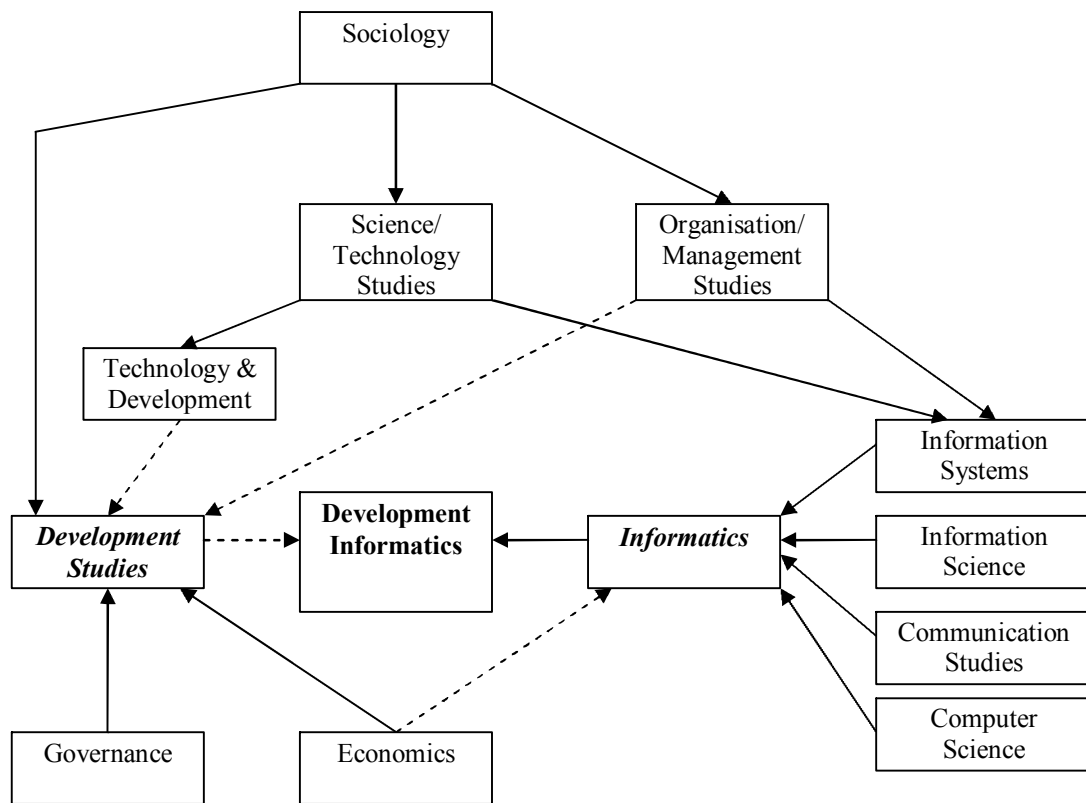 Sociology
Science/
Technology
Studies
Organisation/
Management
Studies
Technology &
Development
Information
Systems
Development
Studies
Development
Informatics
Informatics
Information
Science
Communication
Studies
Computer
Science
Governance
Economics